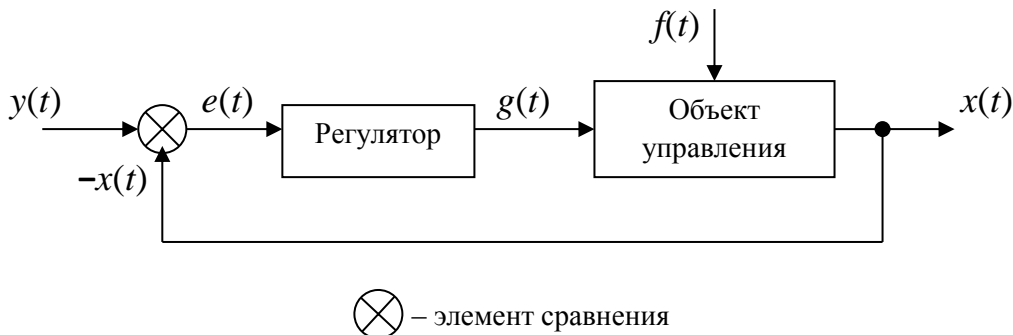 f(t)
y(t)
e(t)
Регулятор
g(t)
Объект
управления
x(t)
−x(t)
– элемент сравнения